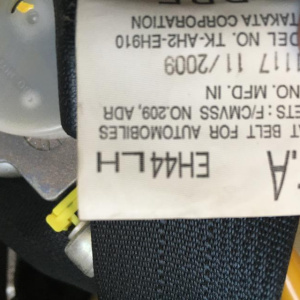 .A EH44LH
T BELT FOR AUTOMOBILES
ETS: F/CMVSS NO.209, ADR
NO. MFD. IN
1117 11/2009
DEL NO. TK-AH2-EH910
TAKATA CORPORATION